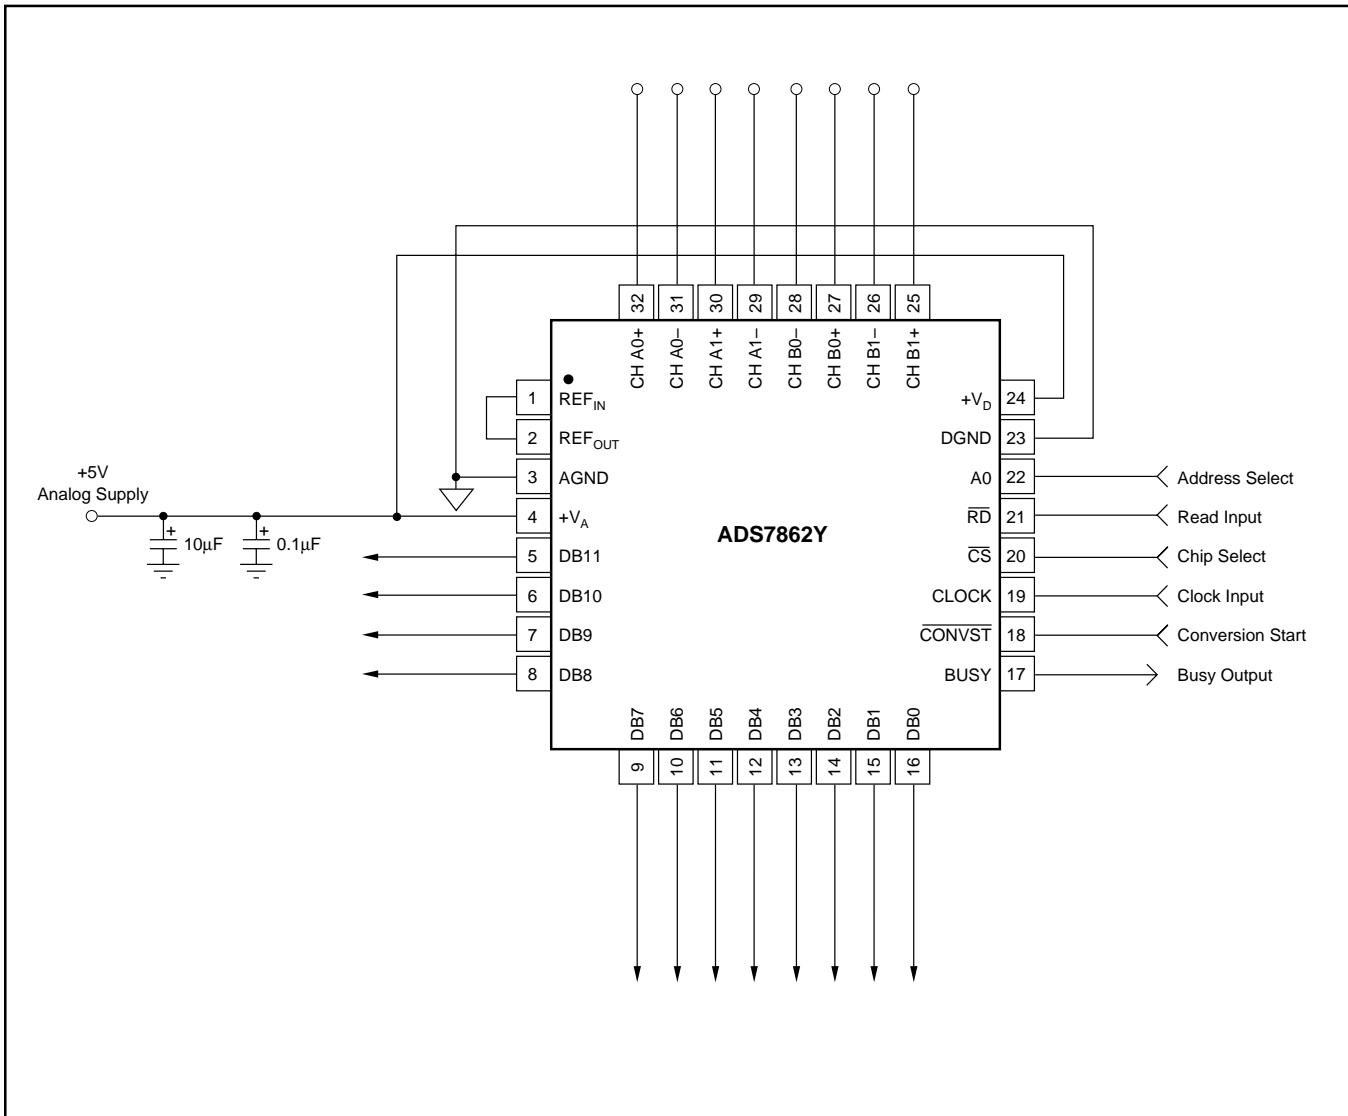 32 31 30 29 28 27 26 25
CH A0+ CH A0– CH A1+ CH A1– CH B0– CH B0+ CH B1– CH B1+
1 REF_IN
2 REF_OUT
3 AGND
4 +V_A
5 DB11
6 DB10
7 DB9
8 DB8
+5V
Analog Supply
+ 10μF
+ 0.1μF
ADS7862Y
+V_D 24
DGND 23
A0 22 Address Select
R̅D̅ 21 Read Input
C̅S̅ 20 Chip Select
CLOCK 19 Clock Input
C̅O̅N̅V̅S̅T̅ 18 Conversion Start
BUSY 17 Busy Output
DB7 DB6 DB5 DB4 DB3 DB2 DB1 DB0
9 10 11 12 13 14 15 16